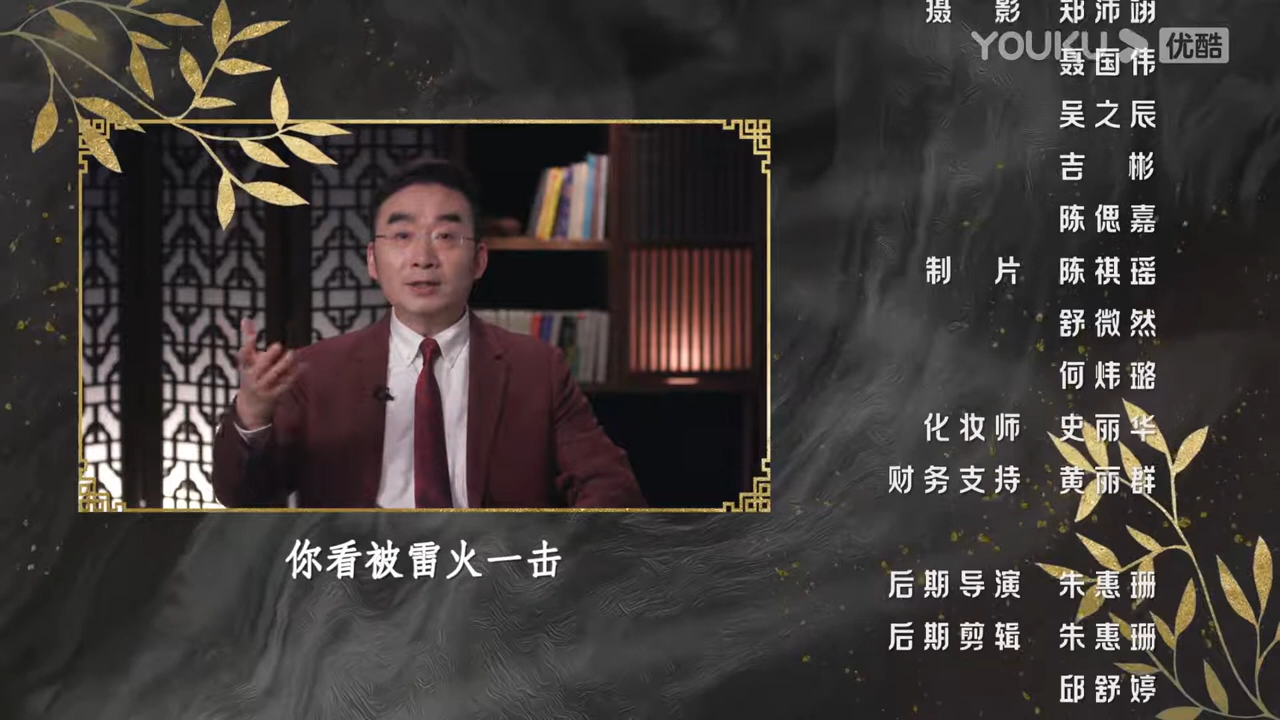 摄 影 郑沛翊
YOUKU 优酷
聂国伟
吴之辰
吉 彬
陈偲嘉
制 片 陈祺瑶
舒微然
何炜璐
化妆师 史丽华
财务支持 黄丽群
你看被雷火一击
后期导演 朱惠珊
后期剪辑 朱惠珊
邱舒婷